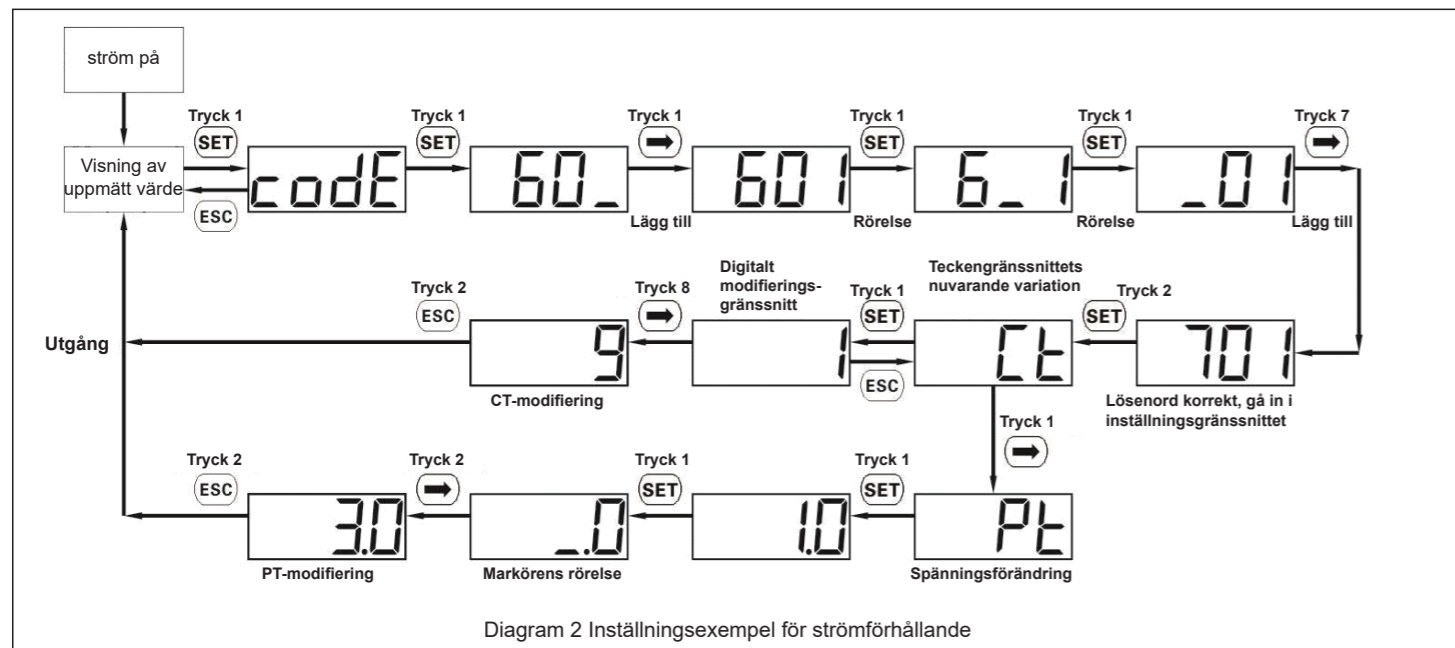 ström på
Tryck 1
SET
Tryck 1
SET
Tryck 1
Tryck 1
SET
Tryck 1
SET
Tryck 7
Visning av
uppmätt värde
ESC
codE
60_
Lägg till
601
Rörelse
6_1
Rörelse
_01
Lägg till
Utgång
Tryck 2
ESC
9
CT-modifiering
Tryck 8
Digitalt
modifierings-
gränssnitt
1
Tryck 1
SET
ESC
Teckengränssnittets
nuvarande variation
Ct
Tryck 2
SET
701
Lösenord korrekt, gå in i
inställningsgränssnittet
Tryck 1
Tryck 2
ESC
3.0
PT-modifiering
Tryck 2
_.0
Markörens rörelse
Tryck 1
SET
1.0
Tryck 1
SET
Pt
Spänningsförändring
Diagram 2 Inställningsexempel för strömförhållande